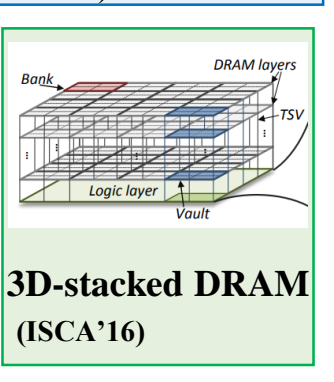 Bank
DRAM layers
TSV
Logic layer
Vault
3D-stacked DRAM
(ISCA'16)